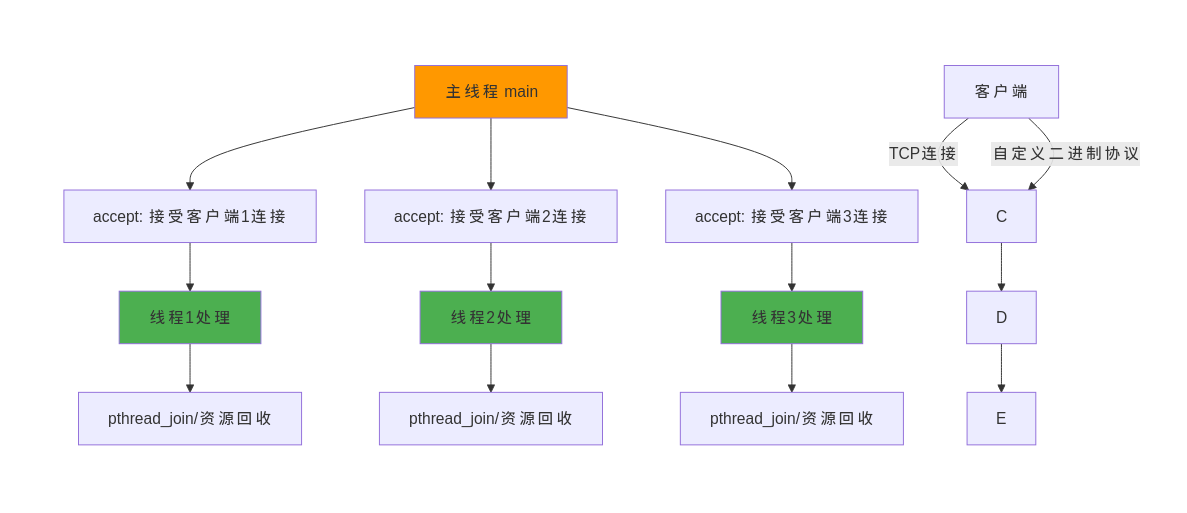 主线程 main
客户端
TCP连接
自定义二进制协议
accept: 接受客户端1连接
accept: 接受客户端2连接
accept: 接受客户端3连接
C
线程1处理
线程2处理
线程3处理
D
pthread_join/资源回收
pthread_join/资源回收
pthread_join/资源回收
E